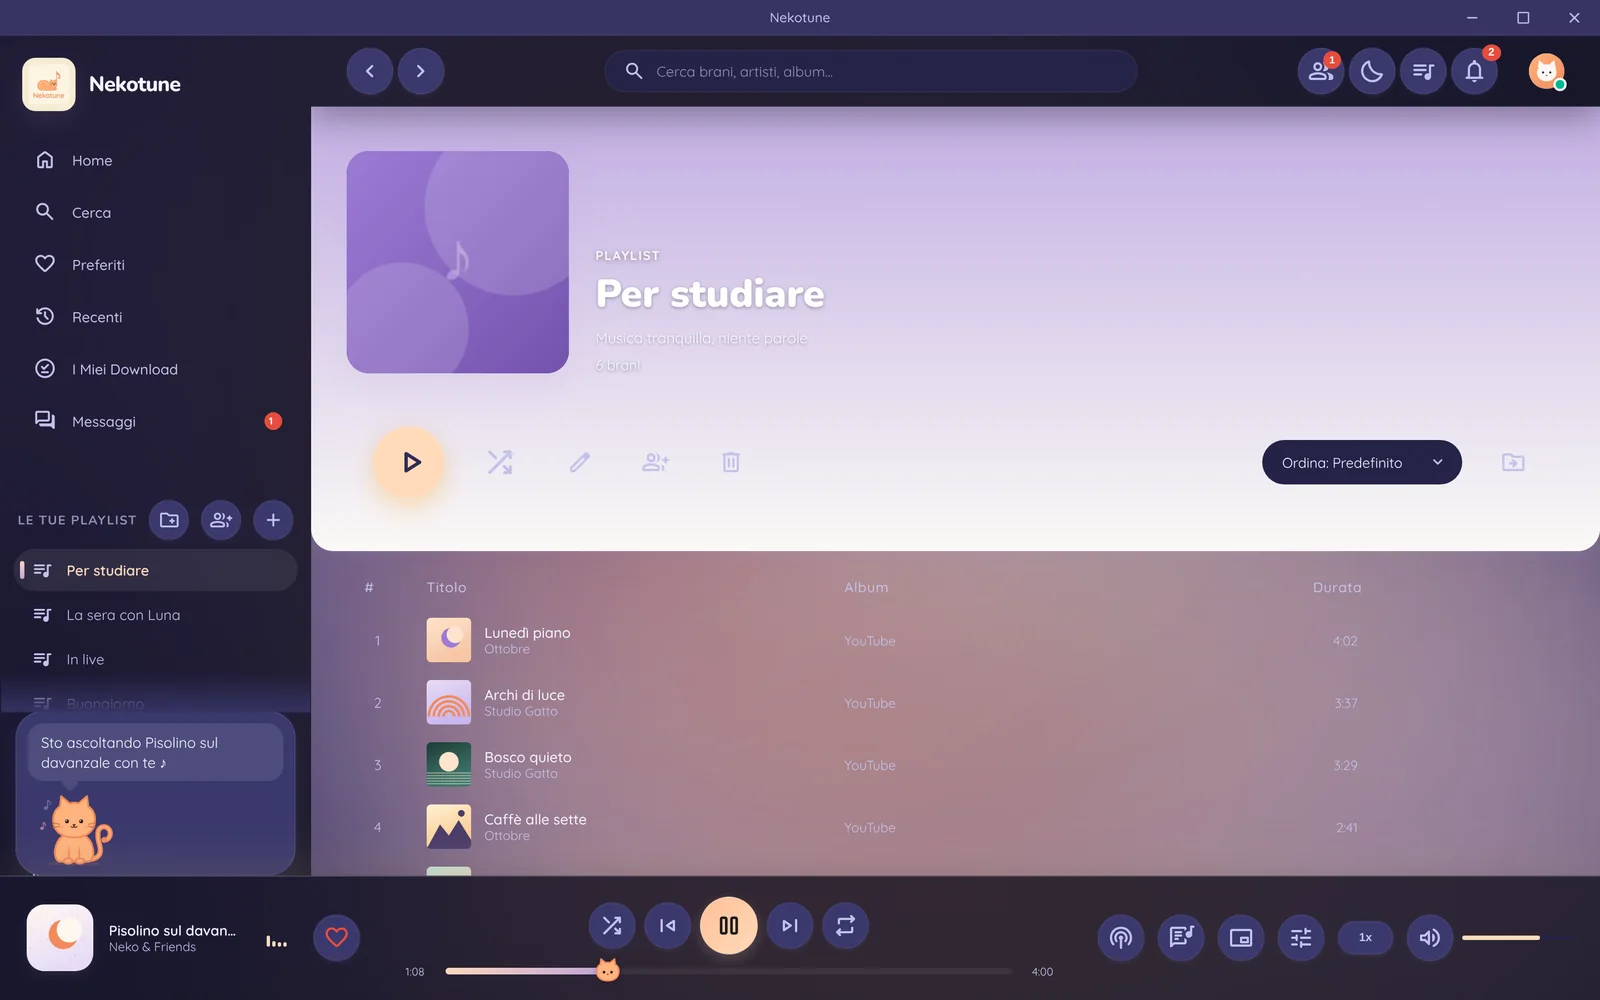 Nekotune
Nekotune
Nekotune
Cerca brani, artisti, album...
1
2
Home
Cerca
Preferiti
Recenti
I Miei Download
Messaggi
1
LE TUE PLAYLIST
Per studiare
La sera con Luna
In live
Buongiorno
Sto ascoltando Pisolino sul
davanzale con te ♪
PLAYLIST
Per studiare
Musica tranquilla, niente parole
6 brani
Ordina: Predefinito
# Titolo Album Durata
1 Lunedì piano YouTube 4:02
Ottobre
2 Archi di luce YouTube 3:37
Studio Gatto
3 Bosco quieto YouTube 3:29
Studio Gatto
4 Caffè alle sette YouTube 2:41
Ottobre
Pisolino sul davan...
Neko & Friends
1:08
4:00
1x